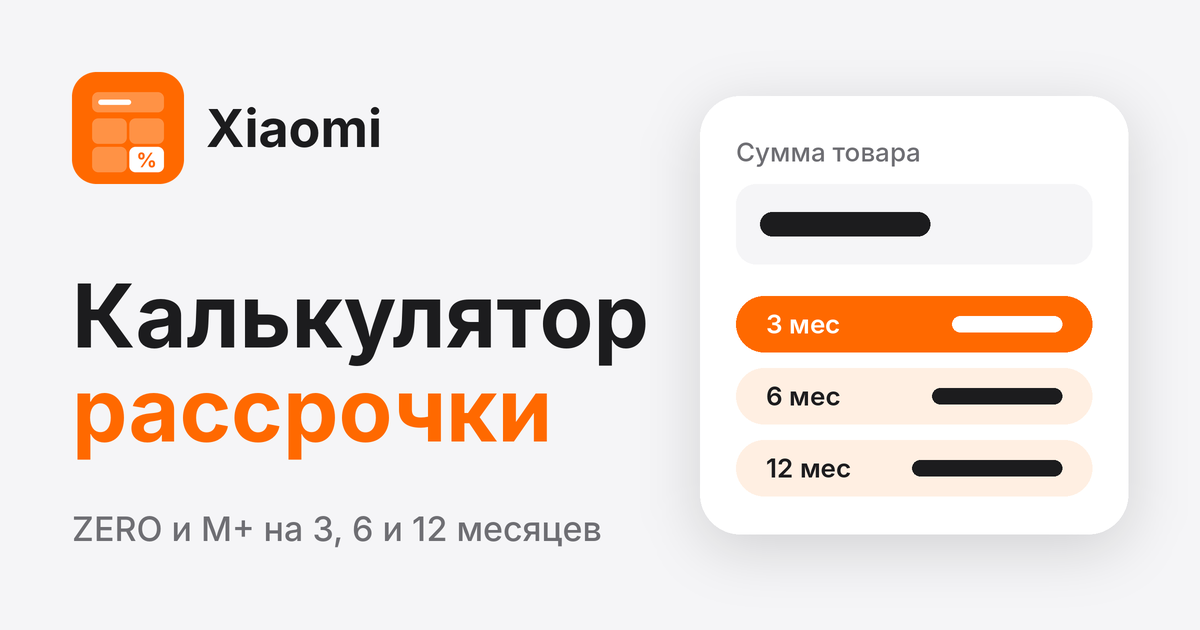 %
Xiaomi
Калькулятор
рассрочки
ZERO и M+ на 3, 6 и 12 месяцев
Сумма товара
3 мес
6 мес
12 мес